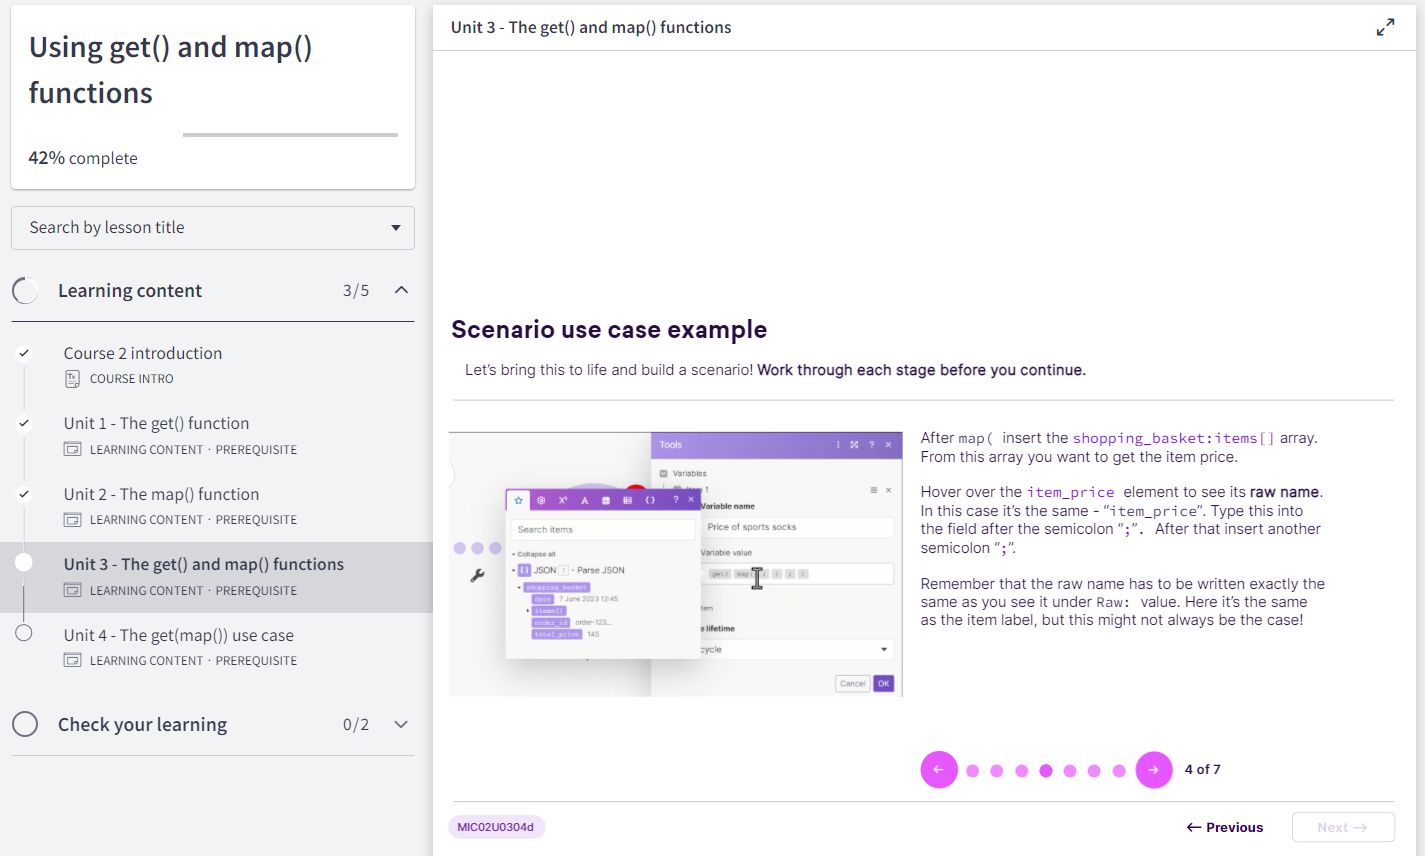 Using get() and map()
functions
42% complete
Search by lesson title
Learning content 3/5
Course 2 introduction
COURSE INTRO
Unit 1 - The get() function
LEARNING CONTENT · PREREQUISITE
Unit 2 - The map() function
LEARNING CONTENT · PREREQUISITE
Unit 3 - The get() and map() functions
LEARNING CONTENT · PREREQUISITE
Unit 4 - The get(map()) use case
LEARNING CONTENT · PREREQUISITE
Check your learning 0/2
Unit 3 - The get() and map() functions
Scenario use case example
Let's bring this to life and build a scenario! Work through each stage before you continue.
Tools
Variables
1
Variable name
Price of sports socks
Variable value
get( map( ; ) ; )
lifetime
cycle
Cancel OK
Search items
Collapse all
JSON 1 - Parse JSON
shopping_basket
date 7 June 2023 12:45
items[]
order_id order-123...
total_price 145
After map( insert the shopping_basket:items[] array.
From this array you want to get the item price.
Hover over the item_price element to see its raw name.
In this case it's the same - “item_price”. Type this into
the field after the semicolon “;”. After that insert another
semicolon “;”.
Remember that the raw name has to be written exactly the
same as you see it under Raw: value. Here it's the same
as the item label, but this might not always be the case!
← → 4 of 7
MIC02U0304d
← Previous
Next →